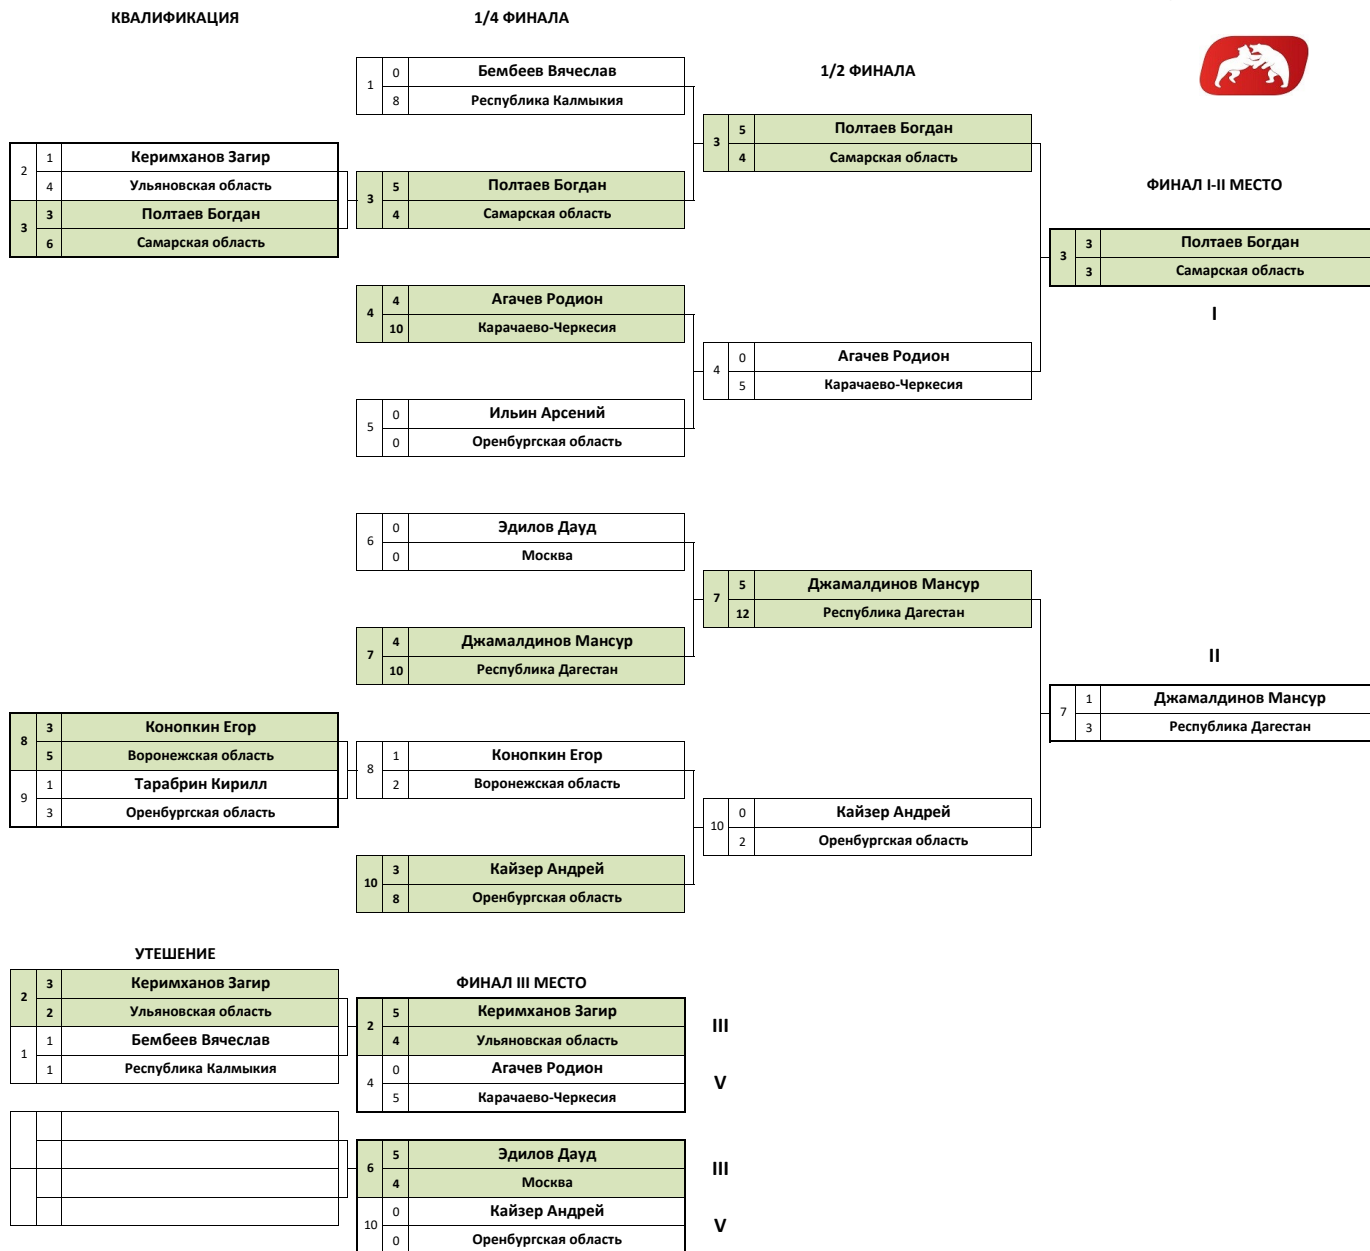 КВАЛИФИКАЦИЯ
1/4 ФИНАЛА
1/2 ФИНАЛА
ФИНАЛ I-II МЕСТО
2 1 Керимханов Загир
4 Ульяновская область
3 3 Полтаев Богдан
6 Самарская область
8 3 Конопкин Егор
5 Воронежская область
9 1 Тарабрин Кирилл
3 Оренбургская область
1 0 Бембеев Вячеслав
8 Республика Калмыкия
3 5 Полтаев Богдан
4 Самарская область
4 4 Агачев Родион
10 Карачаево-Черкесия
5 0 Ильин Арсений
0 Оренбургская область
6 0 Эдилов Дауд
0 Москва
7 4 Джамалдинов Мансур
10 Республика Дагестан
8 1 Конопкин Егор
2 Воронежская область
10 3 Кайзер Андрей
8 Оренбургская область
3 5 Полтаев Богдан
4 Самарская область
4 0 Агачев Родион
5 Карачаево-Черкесия
7 5 Джамалдинов Мансур
12 Республика Дагестан
10 0 Кайзер Андрей
2 Оренбургская область
3 3 Полтаев Богдан
3 Самарская область
I
II
7 1 Джамалдинов Мансур
3 Республика Дагестан
УТЕШЕНИЕ
2 3 Керимханов Загир
2 Ульяновская область
1 1 Бембеев Вячеслав
1 Республика Калмыкия
ФИНАЛ III МЕСТО
2 5 Керимханов Загир
4 Ульяновская область
III
4 0 Агачев Родион
5 Карачаево-Черкесия
V
6 5 Эдилов Дауд
4 Москва
III
10 0 Кайзер Андрей
0 Оренбургская область
V